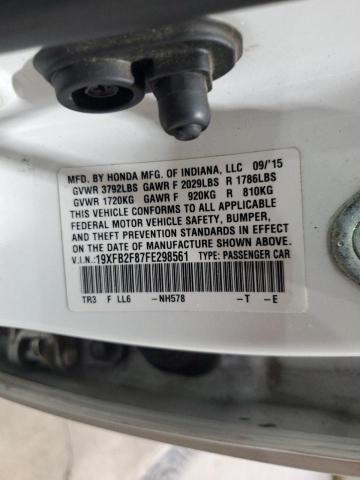 MFD. BY HONDA MFG. OF INDIANA, LLC 09/'15
GVWR 3792LBS GAWR F 2029LBS R 1786LBS
GVWR 1720KG GAWR F 920KG R 810KG
THIS VEHICLE CONFORMS TO ALL APPLICABLE
FEDERAL MOTOR VEHICLE SAFETY, BUMPER,
AND THEFT PREVENTION STANDARDS IN EFFECT
ON THE DATE OF MANUFACTURE SHOWN ABOVE.
V.I.N.:19XFB2F87FE298561 TYPE: PASSENGER CAR
TR3 F LL6 -NH578 -T -E